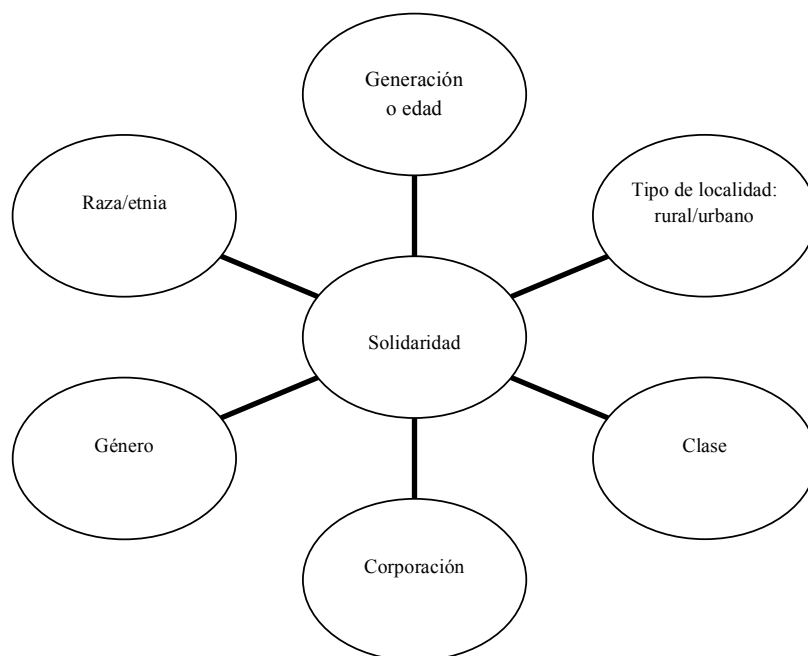 Generación
o edad
Raza/etnia
Tipo de localidad:
rural/urbano
Solidaridad
Género
Clase
Corporación